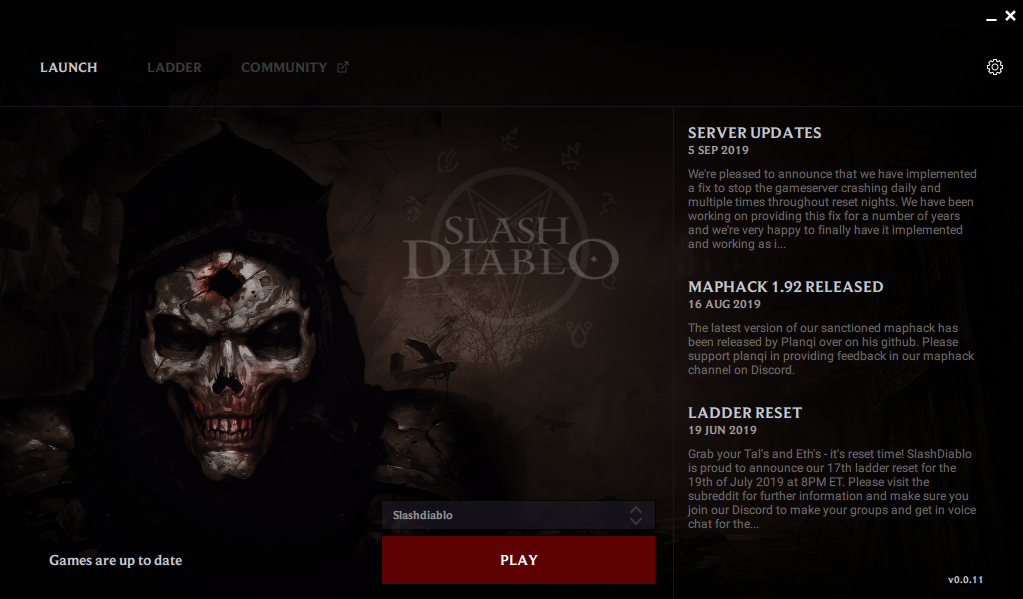 LAUNCH
LADDER
COMMUNITY
SLASH
DIABLO
Slashdiablo
Games are up to date
PLAY
SERVER UPDATES
5 SEP 2019
We're pleased to announce that we have implemented
a fix to stop the gameserver crashing daily and
multiple times throughout reset nights. We have been
working on providing this fix for a number of years
and we're very happy to finally have it implemented
and working as i...
MAPHACK 1.92 RELEASED
16 AUG 2019
The latest version of our sanctioned maphack has
been released by Planqi over on his github. Please
support planqi in providing feedback in our maphack
channel on Discord.
LADDER RESET
19 JUN 2019
Grab your Tal's and Eth's - it's reset time! SlashDiablo
is proud to announce our 17th ladder reset for the
19th of July 2019 at 8PM ET. Please visit the
subreddit for further information and make sure you
join our Discord to make your groups and get in voice
chat for the...
v0.0.11